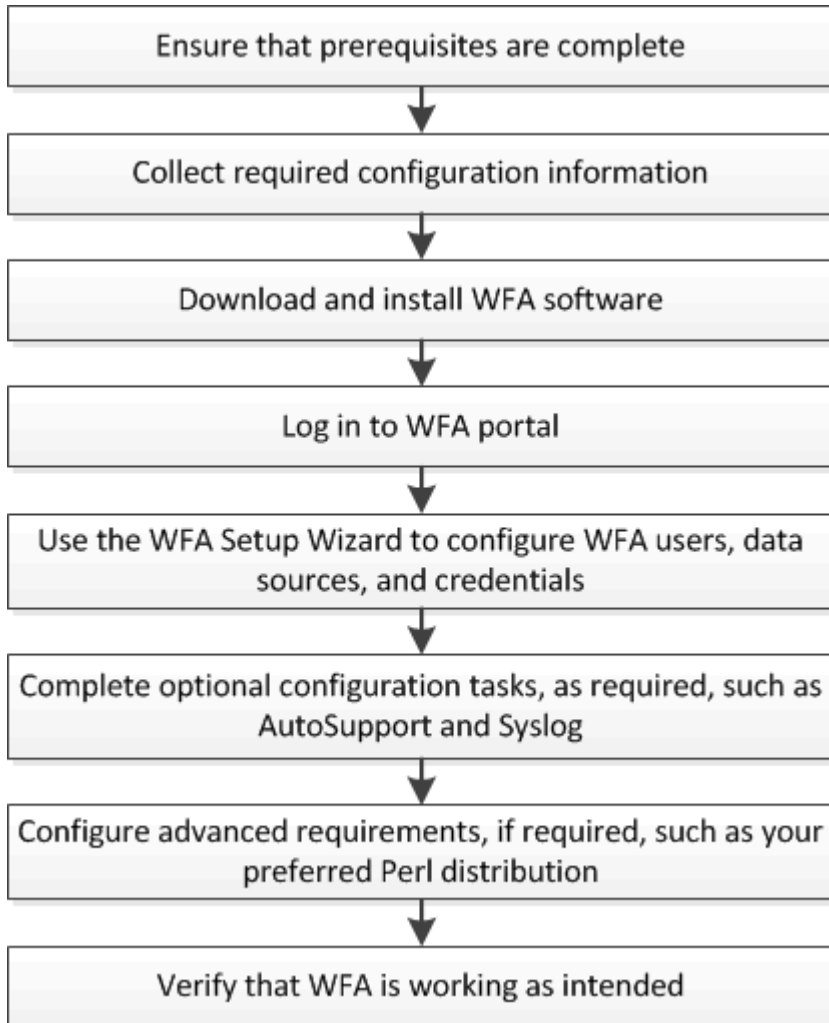 Ensure that prerequisites are complete
Collect required configuration information
Download and install WFA software
Log in to WFA portal
Use the WFA Setup Wizard to configure WFA users, data
sources, and credentials
Complete optional configuration tasks, as required, such as
AutoSupport and Syslog
Configure advanced requirements, if required, such as your
preferred Perl distribution
Verify that WFA is working as intended